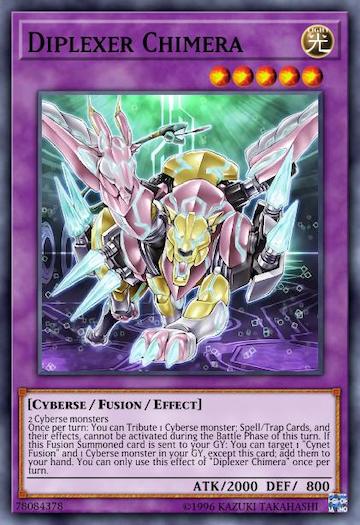 DIPLEXER CHIMERA
LIGHT
光
[CYBERSE / FUSION / EFFECT]
2 Cyberse monsters
Once per turn: You can Tribute 1 Cyberse monster; Spell/Trap Cards, and
their effects, cannot be activated during the Battle Phase of this turn. If
this Fusion Summoned card is sent to your GY: You can target 1 "Cynet
Fusion" and 1 Cyberse monster in your GY, except this card; add them to
your hand. You can only use this effect of "Diplexer Chimera" once per
turn.
ATK/2000 DEF/ 800
78084378
©1996 KAZUKI TAKAHASHI